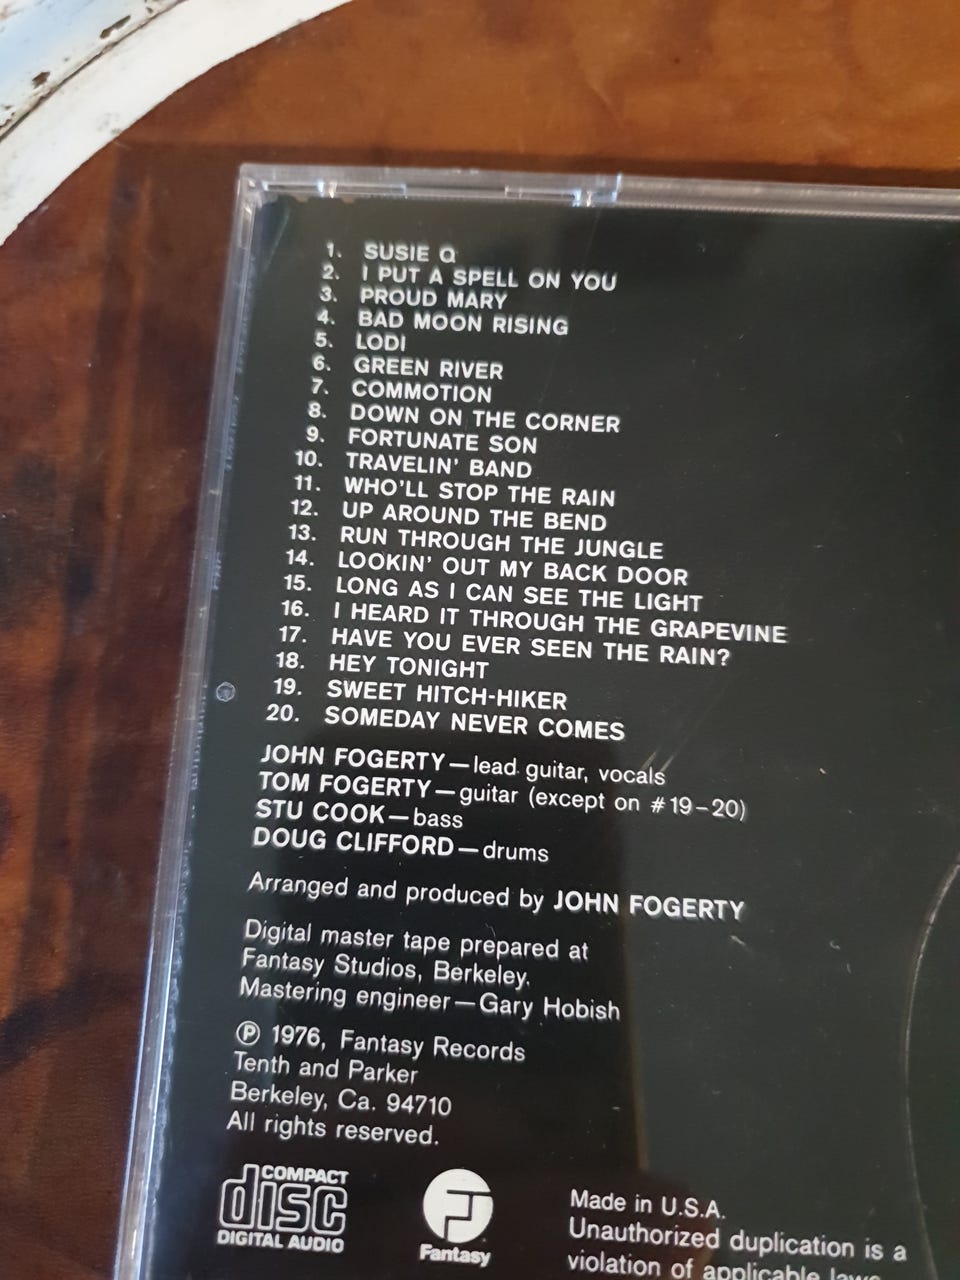 1. SUSIE Q
2. I PUT A SPELL ON YOU
3. PROUD MARY
4. BAD MOON RISING
5. LODI
6. GREEN RIVER
7. COMMOTION
8. DOWN ON THE CORNER
9. FORTUNATE SON
10. TRAVELIN' BAND
11. WHO'LL STOP THE RAIN
12. UP AROUND THE BEND
13. RUN THROUGH THE JUNGLE
14. LOOKIN' OUT MY BACK DOOR
15. LONG AS I CAN SEE THE LIGHT
16. I HEARD IT THROUGH THE GRAPEVINE
17. HAVE YOU EVER SEEN THE RAIN?
18. HEY TONIGHT
19. SWEET HITCH-HIKER
20. SOMEDAY NEVER COMES
JOHN FOGERTY—lead guitar, vocals
TOM FOGERTY—guitar (except on #19–20)
STU COOK—bass
DOUG CLIFFORD—drums
Arranged and produced by JOHN FOGERTY
Digital master tape prepared at
Fantasy Studios, Berkeley.
Mastering engineer—Gary Hobish
℗ 1976, Fantasy Records
Tenth and Parker
Berkeley, Ca. 94710
All rights reserved.
COMPACT
disc
DIGITAL AUDIO
Fantasy
Made in U.S.A.
Unauthorized duplication is a
violation of applicable laws